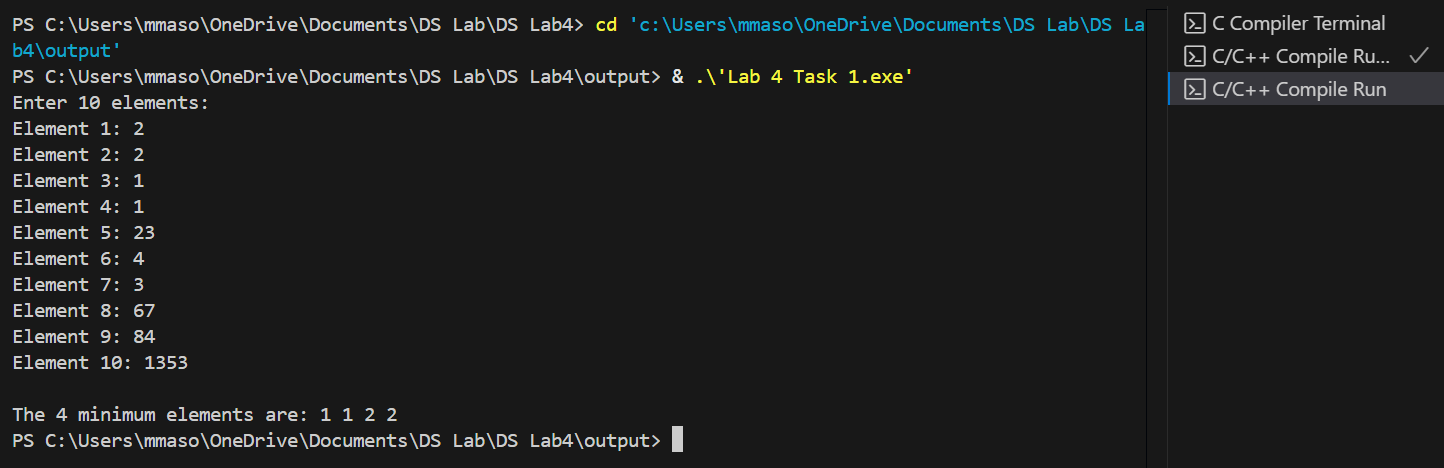 PS C:\Users\mmaso\OneDrive\Documents\DS Lab\DS Lab4> cd 'c:\Users\mmaso\OneDrive\Documents\DS Lab\DS La
b4\output'
PS C:\Users\mmaso\OneDrive\Documents\DS Lab\DS Lab4\output> & .\'Lab 4 Task 1.exe'
Enter 10 elements:
Element 1: 2
Element 2: 2
Element 3: 1
Element 4: 1
Element 5: 23
Element 6: 4
Element 7: 3
Element 8: 67
Element 9: 84
Element 10: 1353

The 4 minimum elements are: 1 1 2 2
PS C:\Users\mmaso\OneDrive\Documents\DS Lab\DS Lab4\output>
C Compiler Terminal
C/C++ Compile Ru...
C/C++ Compile Run